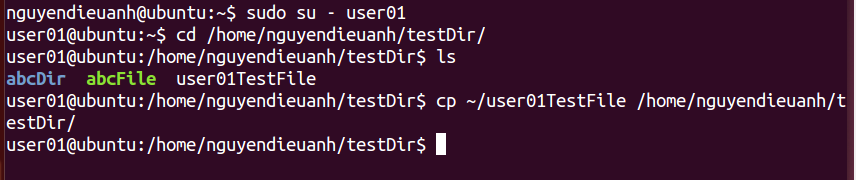 nguyendieuanh@ubuntu:~$ sudo su - user01
user01@ubuntu:~$ cd /home/nguyendieuanh/testDir/
user01@ubuntu:/home/nguyendieuanh/testDir$ ls
abcDir  abcFile  user01TestFile
user01@ubuntu:/home/nguyendieuanh/testDir$ cp ~/user01TestFile /home/nguyendieuanh/t
estDir/
user01@ubuntu:/home/nguyendieuanh/testDir$